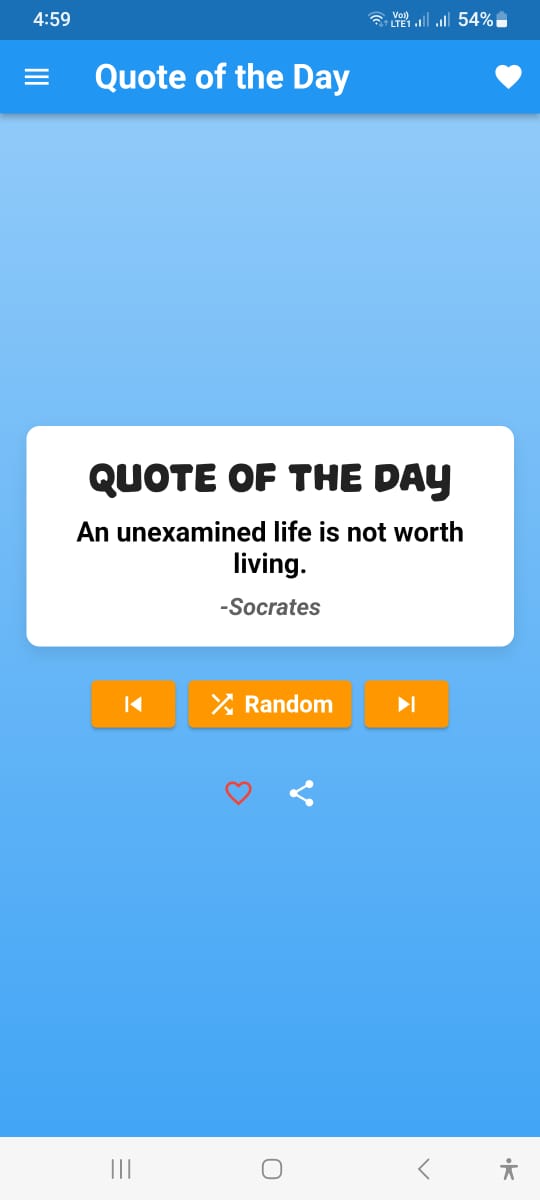 4:59
Vo))
LTE1
54%
Quote of the Day
QUOTE OF THE DAY
An unexamined life is not worth
living.
-Socrates
Random